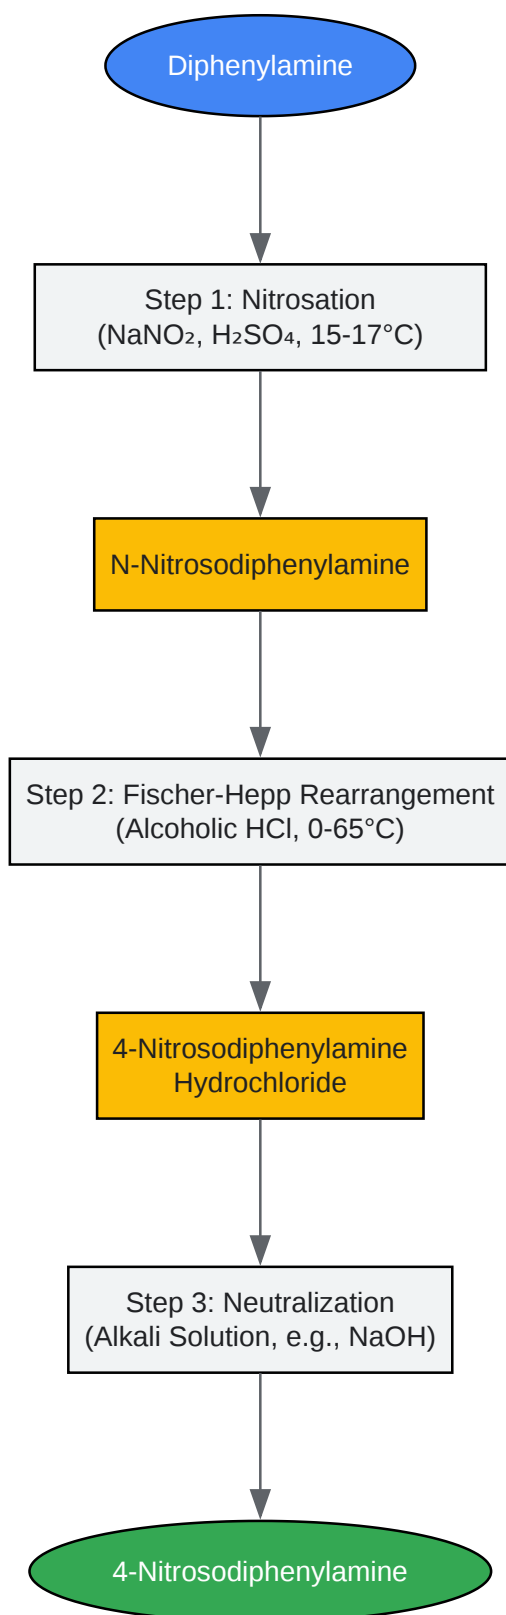 Diphenylamine
Step 1: Nitrosation
(NaNO₂, H₂SO₄, 15-17°C)
N-Nitrosodiphenylamine
Step 2: Fischer-Hepp Rearrangement
(Alcoholic HCl, 0-65°C)
4-Nitrosodiphenylamine
Hydrochloride
Step 3: Neutralization
(Alkali Solution, e.g., NaOH)
4-Nitrosodiphenylamine